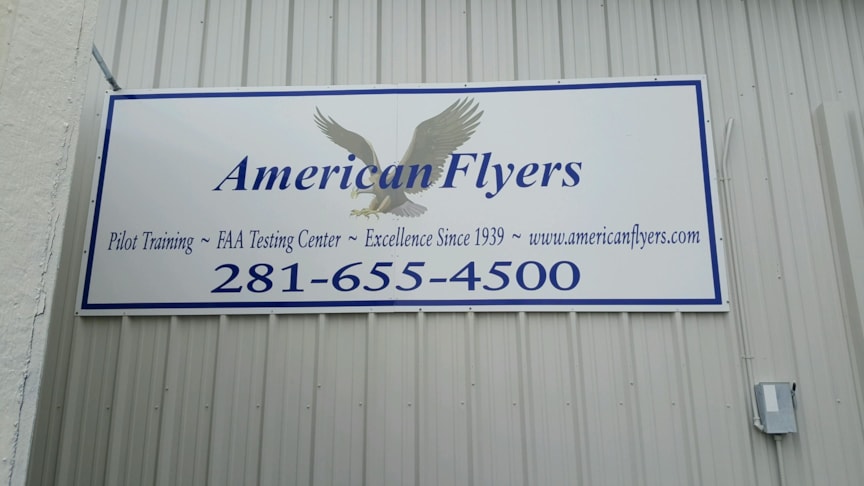 American Flyers
Pilot Training ~ FAA Testing Center ~ Excellence Since 1939 ~ www.americanflyers.com
281-655-4500